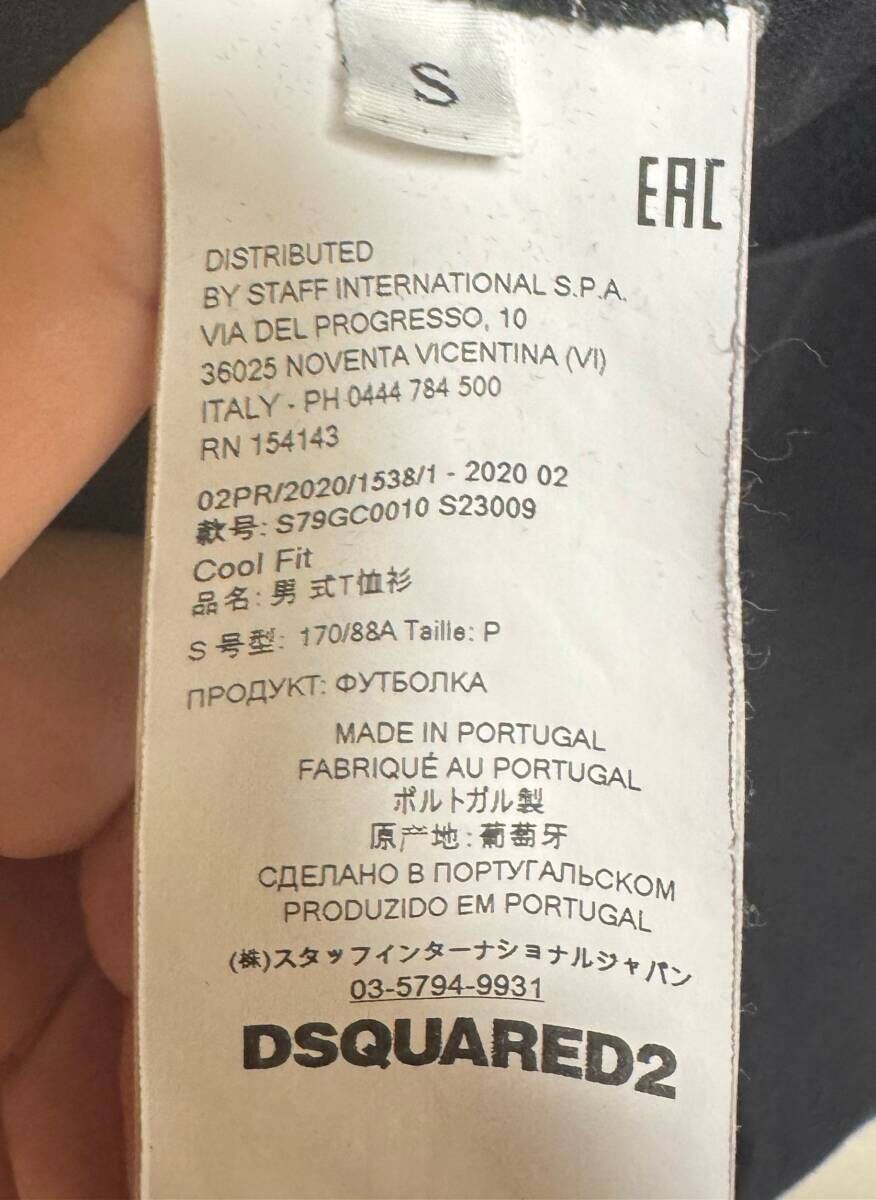 S
EAC
DISTRIBUTED
BY STAFF INTERNATIONAL S.P.A.
VIA DEL PROGRESSO, 10
36025 NOVENTA VICENTINA (VI)
ITALY - PH 0444 784 500
RN 154143
02PR/2020/1538/1 - 2020 02
款号: S79GC0010 S23009
Cool Fit
品名: 男 式T恤衫
S 号型: 170/88A Taille: P
ПРОДУКТ: ФУТБОЛКА
MADE IN PORTUGAL
FABRIQUÉ AU PORTUGAL
ポルトガル製
原产地: 葡萄牙
СДЕЛАНО В ПОРТУГАЛЬСКОМ
PRODUZIDO EM PORTUGAL
(株)スタッフインターナショナルジャパン
03-5794-9931
DSQUARED2